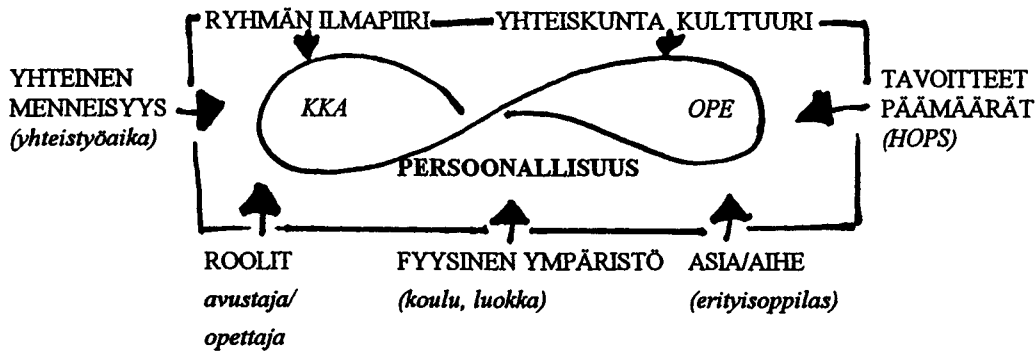 RYHMÄN ILMAPIIRI
YHTEISKUNTA KULTTUURI
YHTEINEN
MENNEISYYS
(yhteistyöaika)
KKA
OPE
TAVOITTEET
PÄÄMÄÄRÄT
(HOPS)
PERSOONALLISUUS
ROOLIT
avustaja/
opettaja
FYYSINEN YMPÄRISTÖ
(koulu, luokka)
ASIA/AIHE
(erityisoppilas)